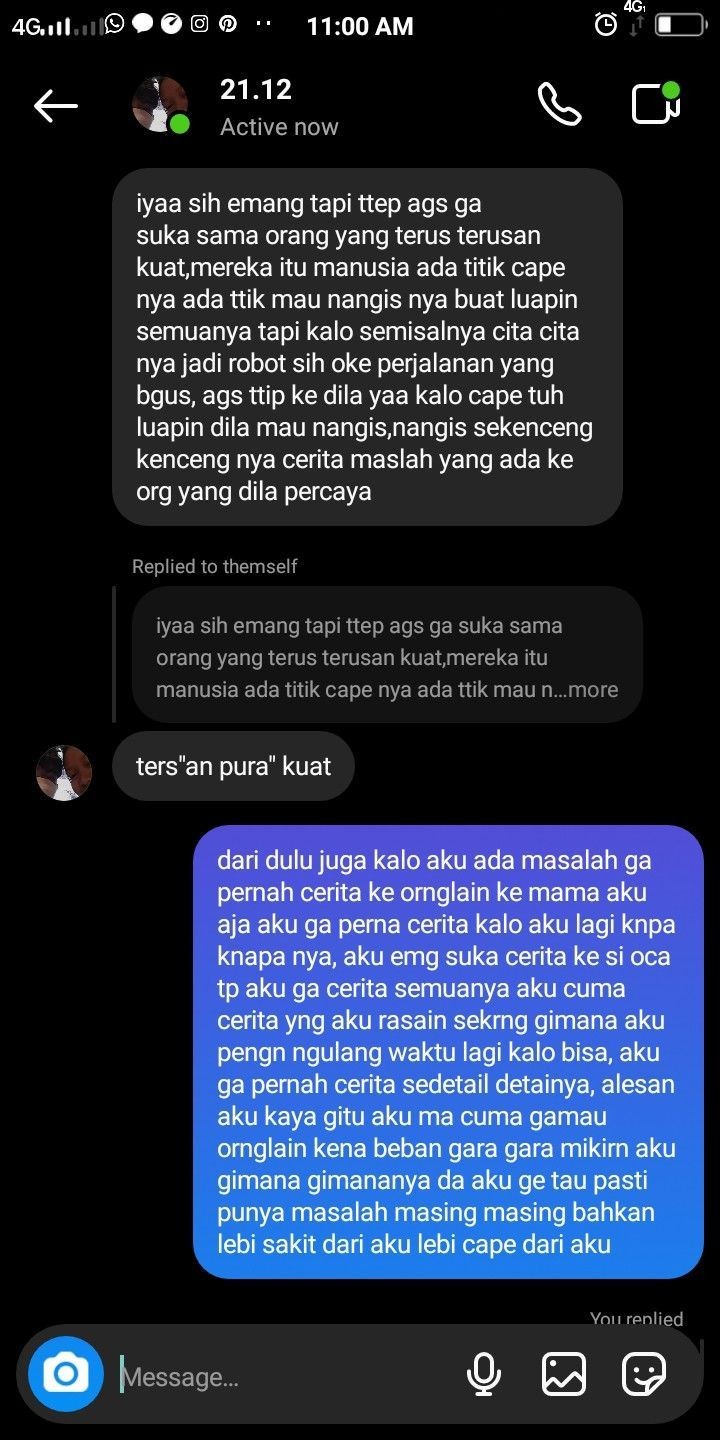 4G 11:00 AM 4G
21.12
Active now
iyaa sih emang tapi ttep ags ga
suka sama orang yang terus terusan
kuat,mereka itu manusia ada titik cape
nya ada ttik mau nangis nya buat luapin
semuanya tapi kalo semisalnya cita cita
nya jadi robot sih oke perjalanan yang
bgus, ags ttip ke dila yaa kalo cape tuh
luapin dila mau nangis,nangis sekenceng
kenceng nya cerita maslah yang ada ke
org yang dila percaya
Replied to themself
iyaa sih emang tapi ttep ags ga suka sama
orang yang terus terusan kuat,mereka itu
manusia ada titik cape nya ada ttik mau n...more
ters"an pura" kuat
dari dulu juga kalo aku ada masalah ga
pernah cerita ke ornglain ke mama aku
aja aku ga perna cerita kalo aku lagi knpa
knapa nya, aku emg suka cerita ke si oca
tp aku ga cerita semuanya aku cuma
cerita yng aku rasain sekrng gimana aku
pengn ngulang waktu lagi kalo bisa, aku
ga pernah cerita sedetail detainya, alesan
aku kaya gitu aku ma cuma gamau
ornglain kena beban gara gara mikirn aku
gimana gimananya da aku ge tau pasti
punya masalah masing masing bahkan
lebi sakit dari aku lebi cape dari aku
You replied
Message...